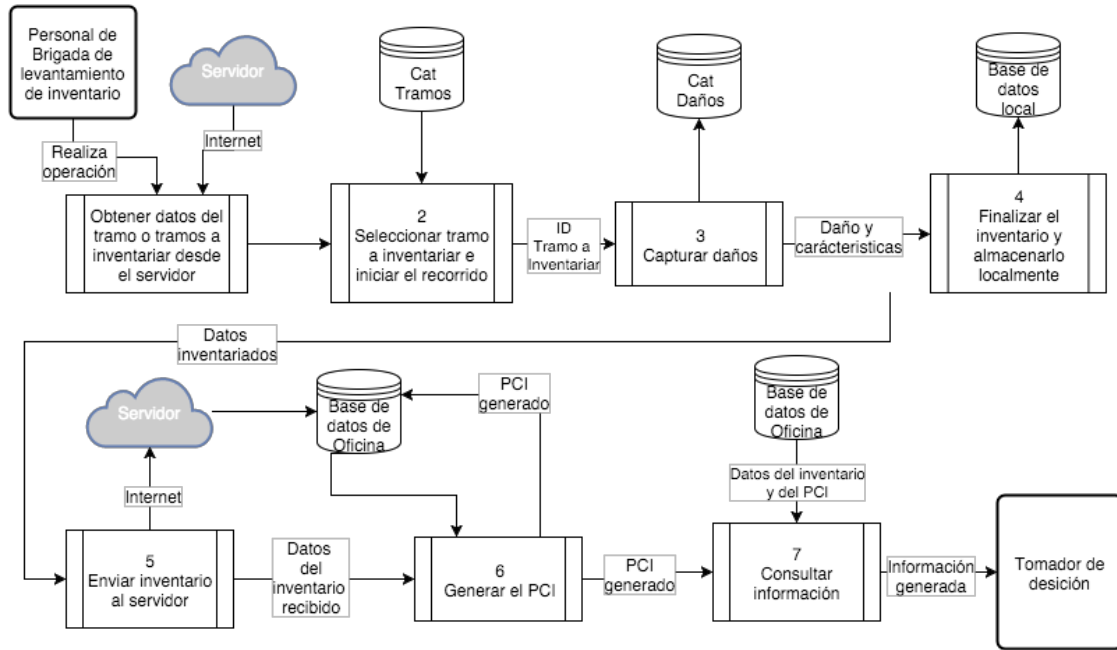 Personal de
Brigada de
levantamiento
de inventario
Servidor
Cat
Tramos
Cat
Daños
Base de
datos
local
Realiza
operación
Internet
Obtener datos del
tramo o tramos a
inventariar desde
el servidor
2
Seleccionar tramo
a inventariar e
iniciar el recorrido
ID
Tramo a
Inventariar
3
Capturar daños
Daño y
carácteristicas
4
Finalizar el
inventario y
almacenarlo
localmente
Datos
inventariados
Servidor
Base de
datos de
Oficina
PCI
generado
Base de
datos de
Oficina
Internet
Datos del inventario
y del PCI
5
Enviar inventario
al servidor
Datos
del
inventario
recibido
6
Generar el PCI
PCI
generado
7
Consultar
información
Información
generada
Tomador de
desición